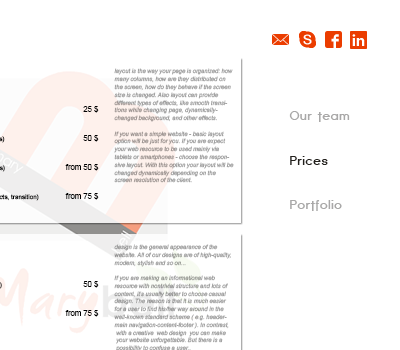 layout is the way your page is organized: how
many columns, how are they distributed on
the screen, how do they behave if the screen
size is changed. Also layout can provide
different types of effects, like smooth transi-
tions while changing page, dynamically-
changed background, and other effects.
If you want a simple website - basic layout
option will be just for you. If you are expect
your web resource to be used mainly via
tablets or smartphones - choose the respon-
sive layout. With this option your layout will be
changed dynamically depending on the
screen resolution of the client.
25 $
s) 50 $
s) from 50 $
cts, transition) from 75 $
design is the general appearance of the
website. All of our designs are of high-quality,
modern, stylish and so on...
If you are making an informational web
resource with nontrivial structure and lots of
content, it's usually better to choose casual
design. The reason is that it is much easier
for a user to find his/her way around in the
well-known standard scheme ( e.g. header-
mein navigation-content-footer ). In contrast,
with a creative web design you can make
your website unforgettable. But there is a
possibility to confuse a user...
50 $
from 75 $
Mary
Our team
Prices
Portfolio